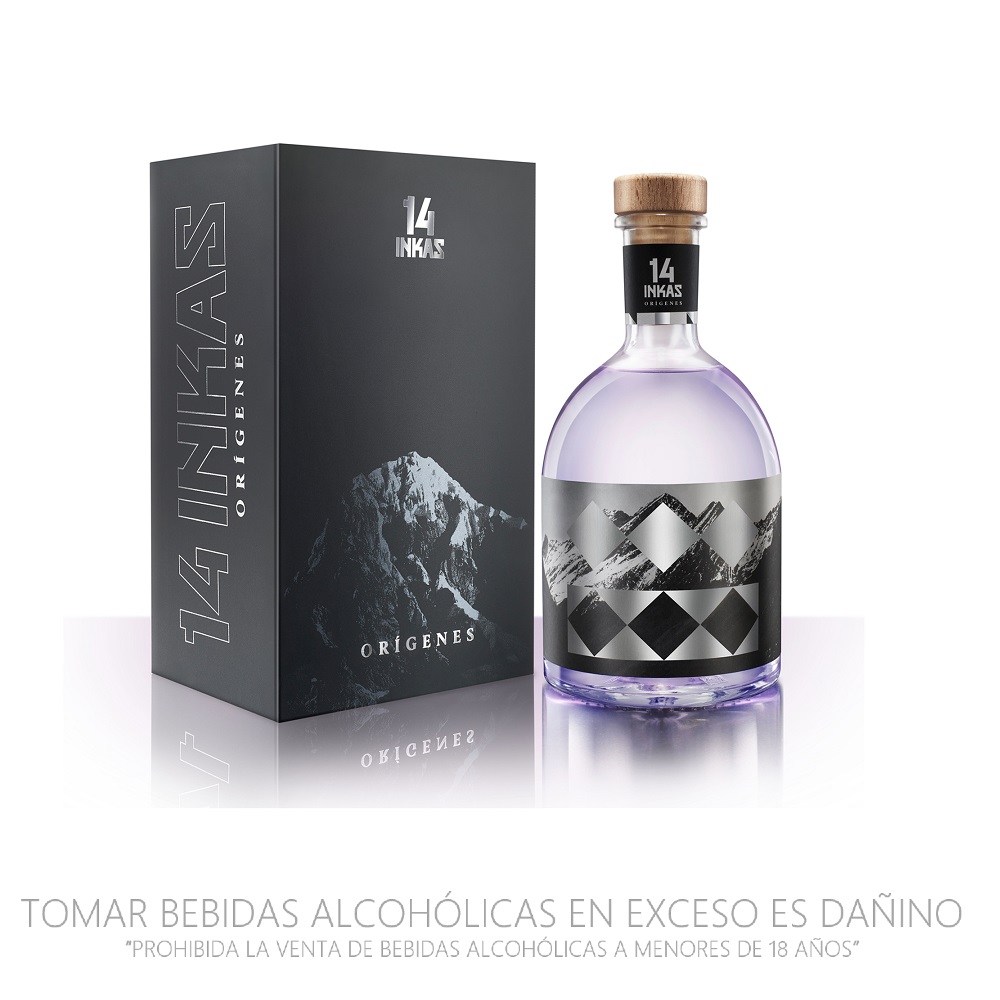 14 INKAS
ORÍGENES
14
INKAS
ORÍGENES
14
INKAS
ORÍGENES
TOMAR BEBIDAS ALCOHÓLICAS EN EXCESO ES DAÑINO
"PROHIBIDA LA VENTA DE BEBIDAS ALCOHÓLICAS A MENORES DE 18 AÑOS"